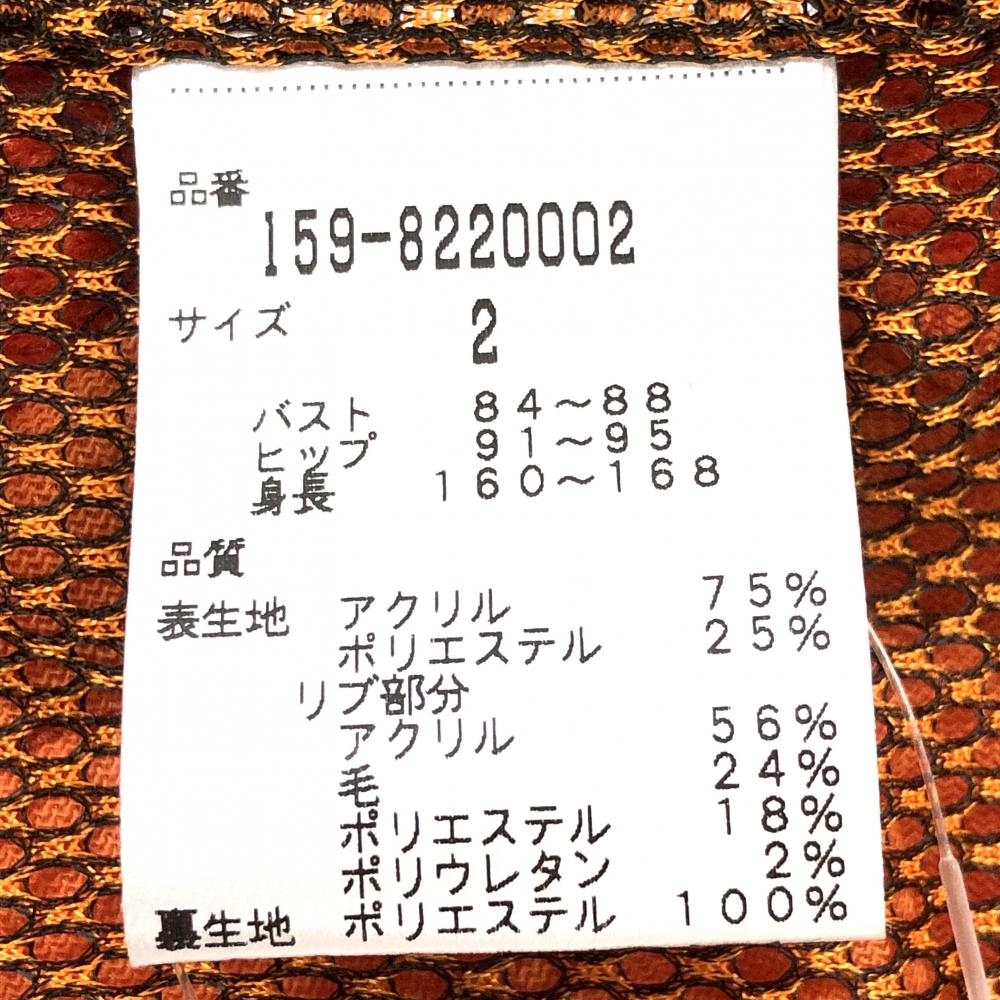 品番
159-8220002
サイズ 2
バスト 84~88
ヒップ 91~95
身長 160~168
品質
表生地 アクリル 75%
ポリエステル 25%
リブ部分
アクリル 56%
毛 24%
ポリエステル 18%
ポリウレタン 2%
裏生地 ポリエステル 100%